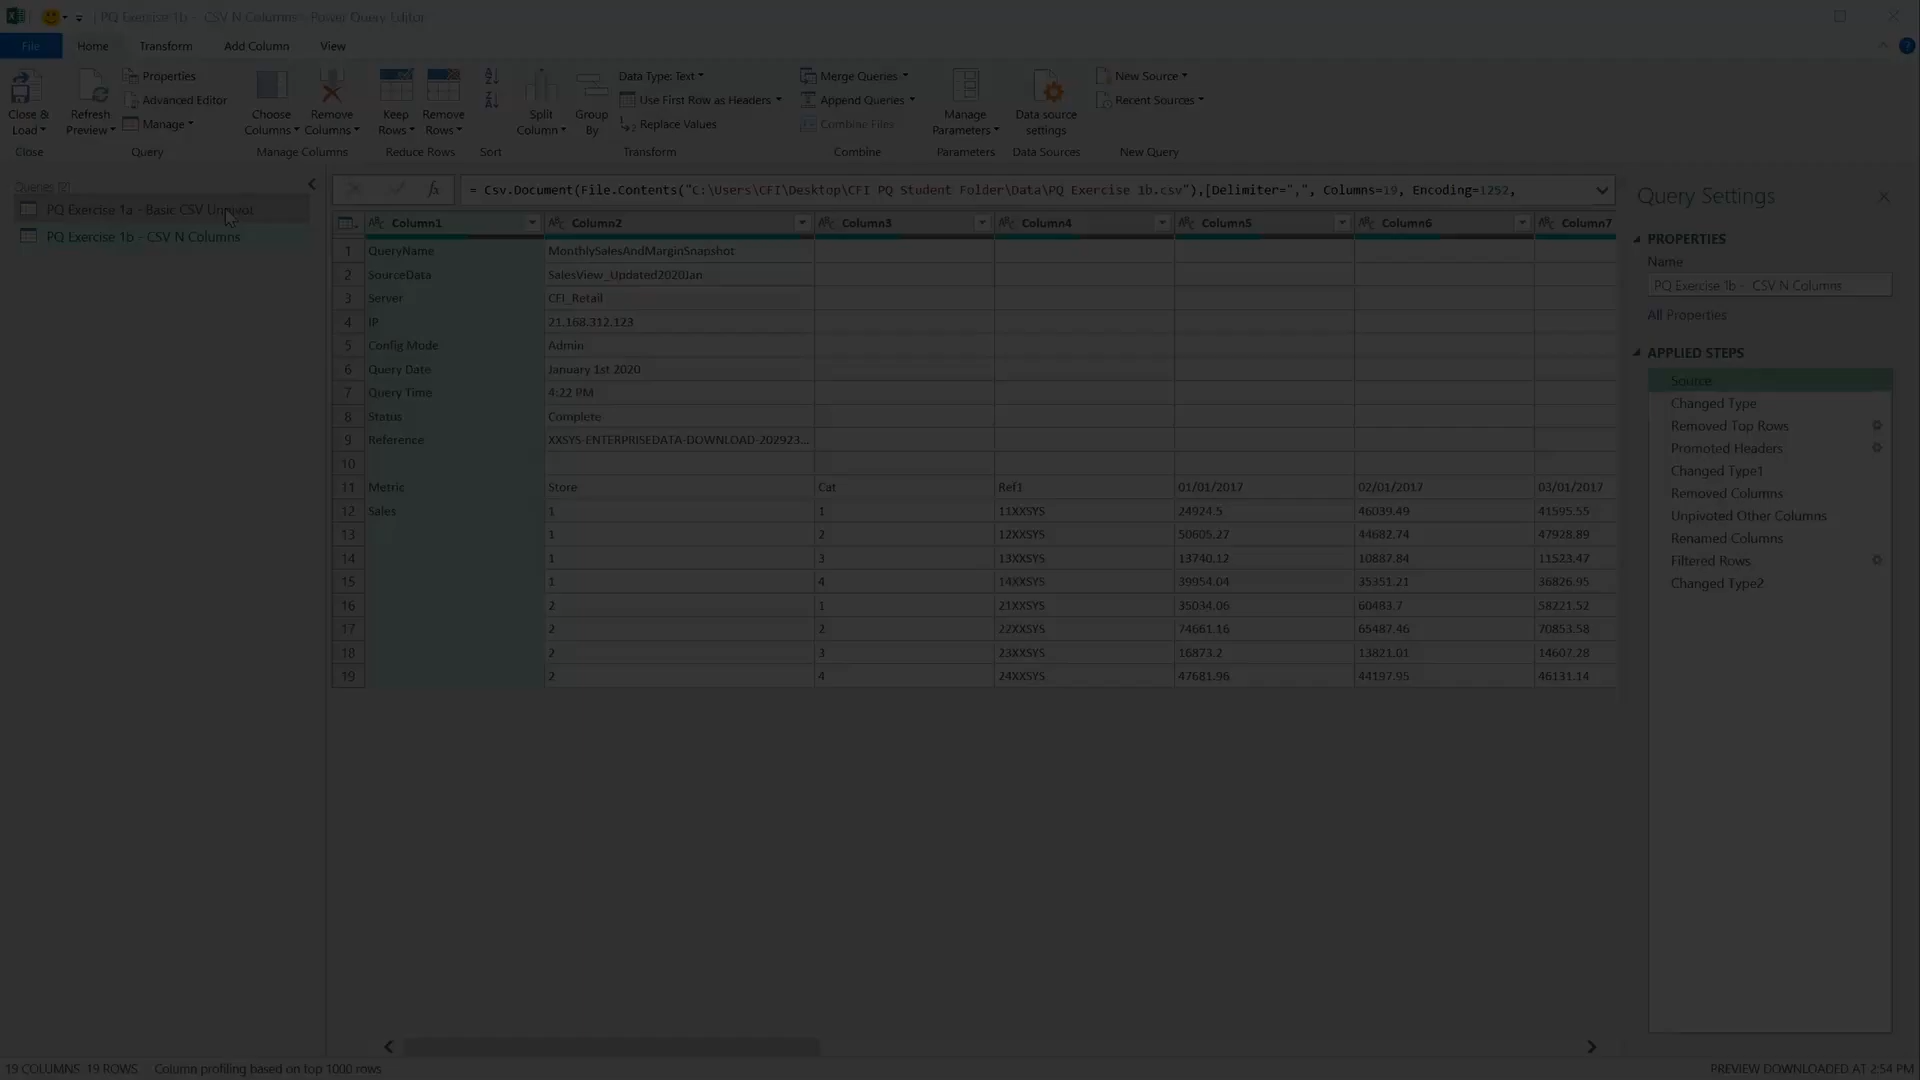 PQ Exercise 1b - CSV N Columns - Power Query Editor
File Home Transform Add Column View
Close & Load
Refresh Preview
Properties
Advanced Editor
Manage
Choose Columns
Remove Columns
Keep Rows
Remove Rows
Split Column
Group By
Data Type: Text
Use First Row as Headers
Replace Values
Merge Queries
Append Queries
Combine Files
Manage Parameters
Data source settings
New Source
Recent Sources
Close Query Manage Columns Reduce Rows Sort Transform Combine Parameters Data Sources New Query
Queries [2]
PQ Exercise 1a - Basic CSV Unpivot
PQ Exercise 1b - CSV N Columns
fx = Csv.Document(File.Contents("C:\Users\CFI\Desktop\CFI PQ Student Folder\Data\PQ Exercise 1b.csv"),[Delimiter=",", Columns=19, Encoding=1252,
Column1 Column2 Column3 Column4 Column5 Column6 Column7
1 QueryName MonthlySalesAndMarginSnapshot
2 SourceData SalesView_Updated2020Jan
3 Server CFI_Retail
4 IP 21.168.312.123
5 Config Mode Admin
6 Query Date January 1st 2020
7 Query Time 4:22 PM
8 Status Complete
9 Reference XXSYS-ENTERPRISEDATA-DOWNLOAD-202923...
10
11 Metric Store Cat Ref1 01/01/2017 02/01/2017 03/01/2017
12 Sales 1 1 11XXSYS 24924.5 46039.49 41595.55
13 1 2 12XXSYS 50605.27 44682.74 47928.89
14 1 3 13XXSYS 13740.12 10887.84 11523.47
15 1 4 14XXSYS 39954.04 35351.21 36826.95
16 2 1 21XXSYS 35034.06 60483.7 58221.52
17 2 2 22XXSYS 74661.16 65487.46 70853.58
18 2 3 23XXSYS 16873.2 13821.01 14607.28
19 2 4 24XXSYS 47681.96 44197.95 46131.14
Query Settings
PROPERTIES
Name
PQ Exercise 1b - CSV N Columns
All Properties
APPLIED STEPS
Source
Changed Type
Removed Top Rows
Promoted Headers
Changed Type1
Removed Columns
Unpivoted Other Columns
Renamed Columns
Filtered Rows
Changed Type2
19 COLUMNS, 19 ROWS Column profiling based on top 1000 rows
PREVIEW DOWNLOADED AT 2:54 PM